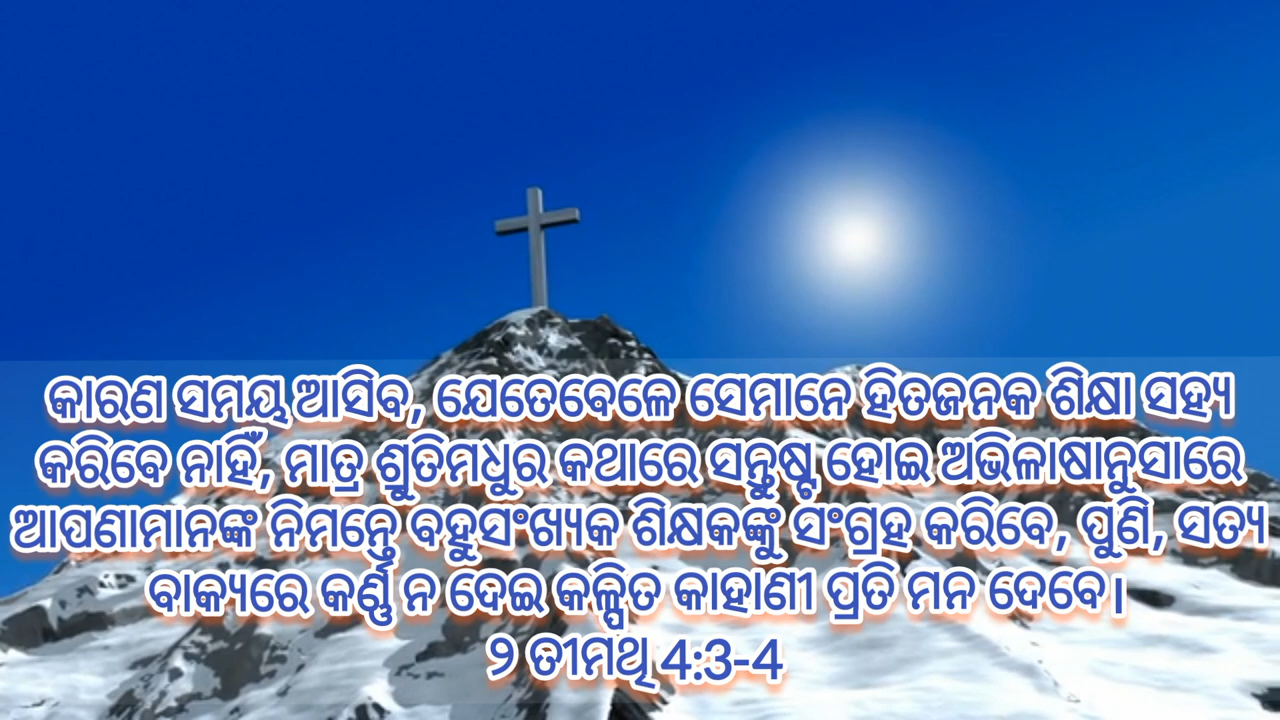 କାରଣ ସମୟ ଆସିବ, ଯେତେବେଳେ ସେମାନେ ହିତଜନକ ଶିକ୍ଷା ସହ୍ୟ
କରିବେ ନାହିଁ, ମାତ୍ର ଶ୍ରୁତିମଧୁର କଥାରେ ସନ୍ତୁଷ୍ଟ ହୋଇ ଅଭିଳାଷାନୁସାରେ
ଆପଣାମାନଙ୍କ ନିମନ୍ତେ ବହୁସଂଖ୍ୟକ ଶିକ୍ଷକଙ୍କୁ ସଂଗ୍ରହ କରିବେ, ପୁଣି, ସତ୍ୟ
ବାକ୍ୟରେ କର୍ଣ୍ଣ ନ ଦେଇ କଳ୍ପିତ କାହାଣୀ ପ୍ରତି ମନ ଦେବେ।
୨ ତୀମଥି 4:3-4